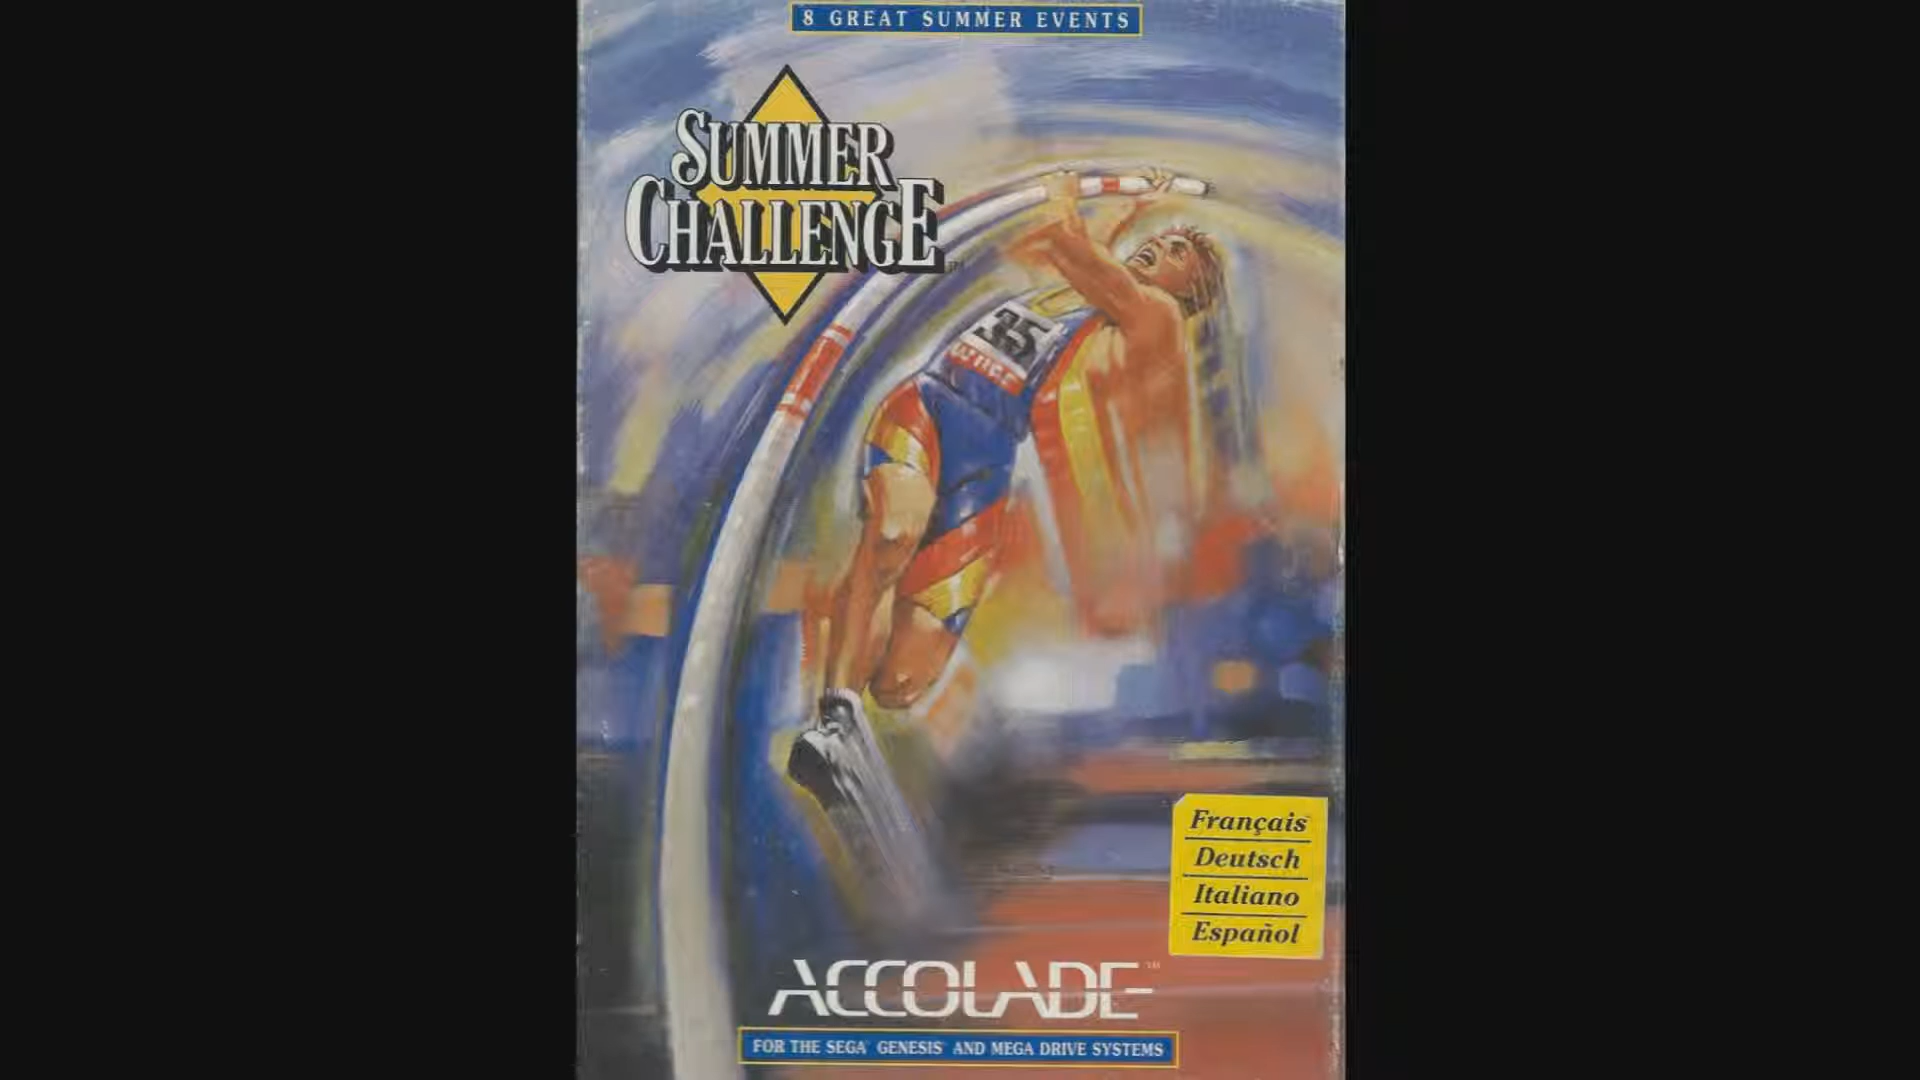 8 GREAT SUMMER EVENTS
SUMMER
CHALLENGE
35
Français
Deutsch
Italiano
Español
ACCOLADE™
FOR THE SEGA GENESIS AND MEGA DRIVE SYSTEMS